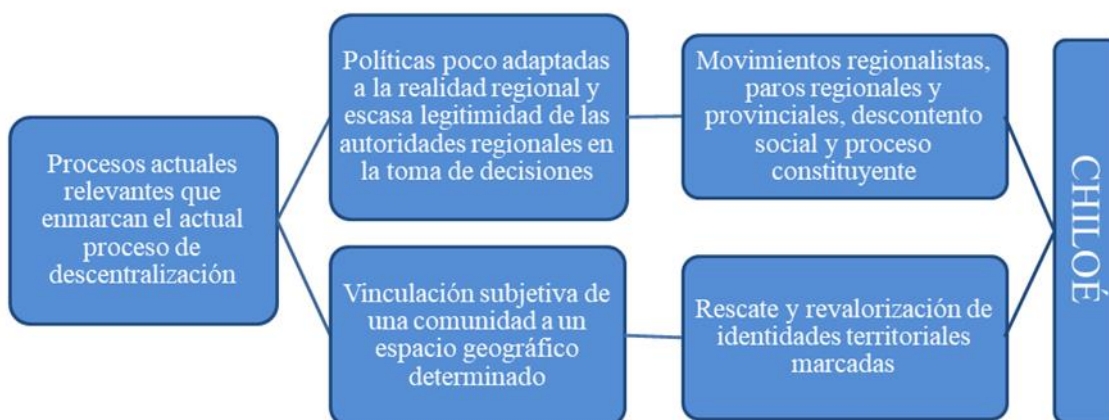 Procesos actuales
relevantes que
enmarcan el actual
proceso de
descentralización
Políticas poco adaptadas
a la realidad regional y
escasa legitimidad de las
autoridades regionales en
la toma de decisiones
Movimientos regionalistas,
paros regionales y
provinciales, descontento
social y proceso
constituyente
Vinculación subjetiva de
una comunidad a un
espacio geográfico
determinado
Rescate y revalorización de
identidades territoriales
marcadas
CHILOÉ